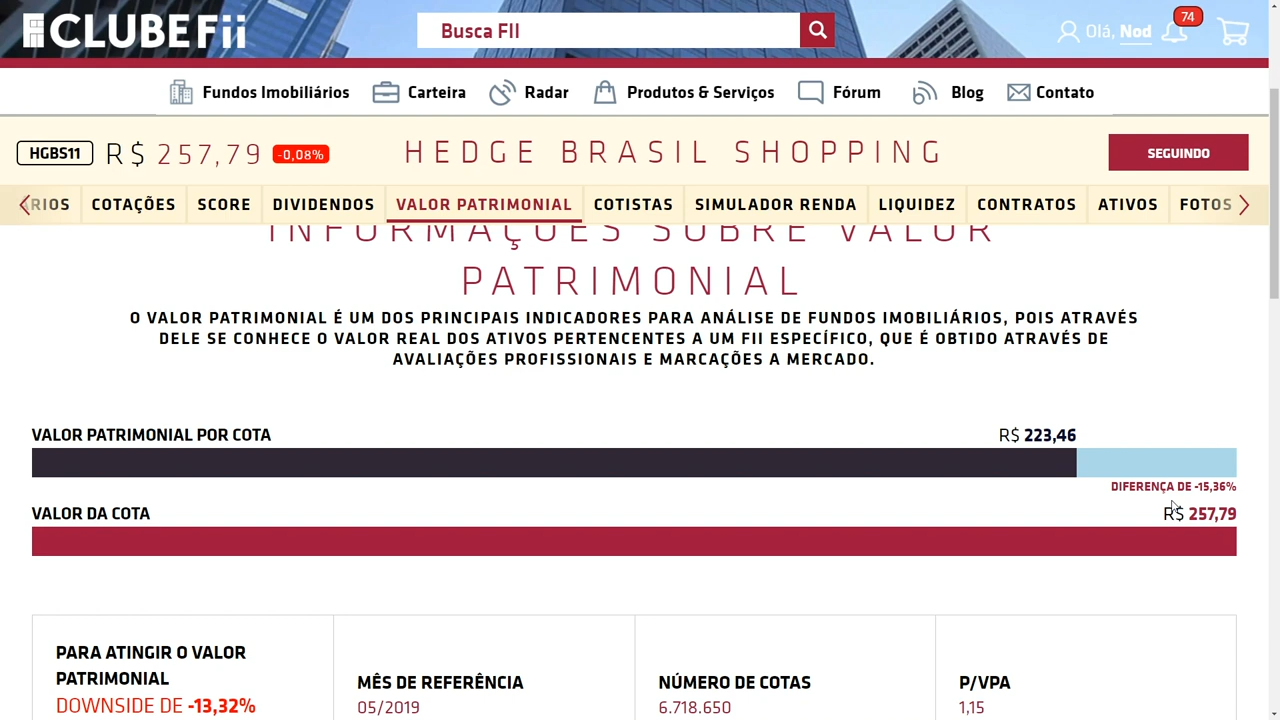 CLUBEFii
Busca FII
Olá, Nod
74
Fundos Imobiliários
Carteira
Radar
Produtos & Serviços
Fórum
Blog
Contato
HGBS11
R$ 257,79
-0,08%
HEDGE BRASIL SHOPPING
SEGUINDO
RIOS
COTAÇÕES
SCORE
DIVIDENDOS
VALOR PATRIMONIAL
COTISTAS
SIMULADOR RENDA
LIQUIDEZ
CONTRATOS
ATIVOS
FOTOS
INFORMAÇÕES SOBRE VALOR
PATRIMONIAL
O VALOR PATRIMONIAL É UM DOS PRINCIPAIS INDICADORES PARA ANÁLISE DE FUNDOS IMOBILIÁRIOS, POIS ATRAVÉS
DELE SE CONHECE O VALOR REAL DOS ATIVOS PERTENCENTES A UM FII ESPECÍFICO, QUE É OBTIDO ATRAVÉS DE
AVALIAÇÕES PROFISSIONAIS E MARCAÇÕES A MERCADO.
VALOR PATRIMONIAL POR COTA
R$ 223,46
DIFERENÇA DE -15,36%
VALOR DA COTA
R$ 257,79
PARA ATINGIR O VALOR
PATRIMONIAL
DOWNSIDE DE -13,32%
MÊS DE REFERÊNCIA
05/2019
NÚMERO DE COTAS
6.718.650
P/VPA
1,15